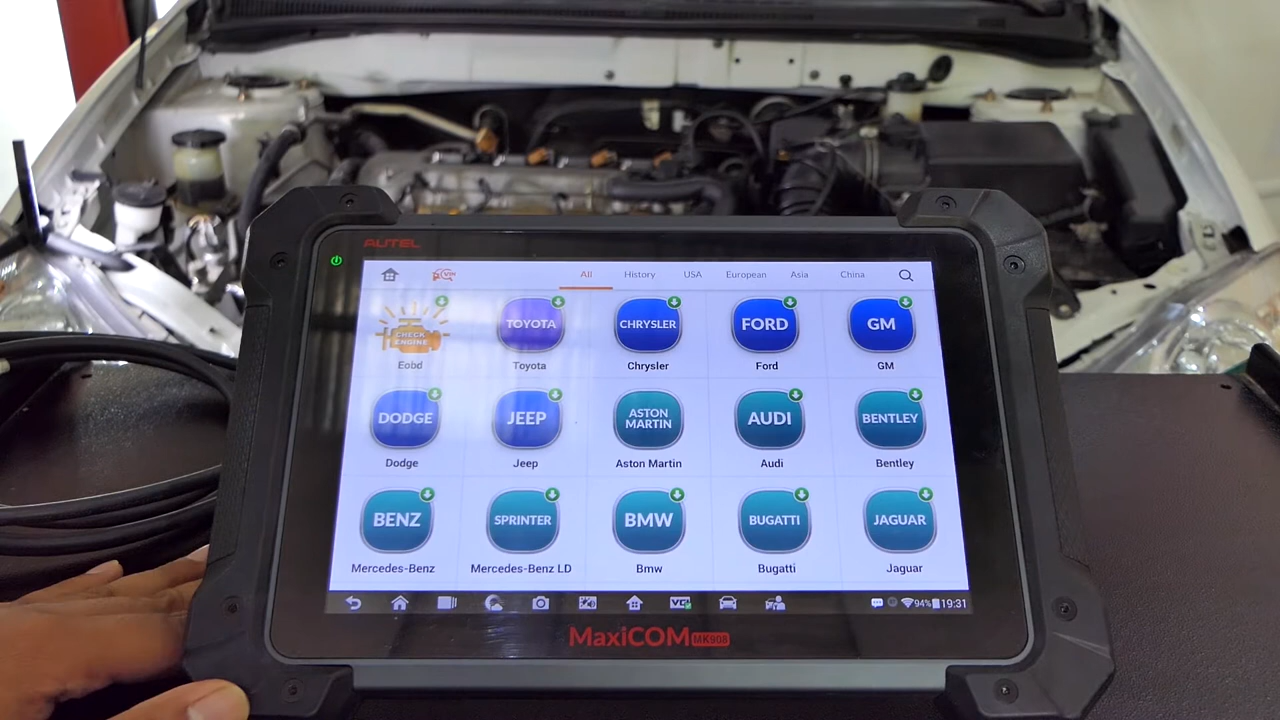 AUTEL
VIN
All History USA European Asia China
CHECK ENGINE
TOYOTA CHRYSLER FORD GM
Eobd Toyota Chrysler Ford GM
DODGE JEEP ASTON MARTIN AUDI BENTLEY
Dodge Jeep Aston Martin Audi Bentley
BENZ SPRINTER BMW BUGATTI JAGUAR
Mercedes-Benz Mercedes-Benz LD Bmw Bugatti Jaguar
VCI 94% 19:31
MaxiCOM MK908